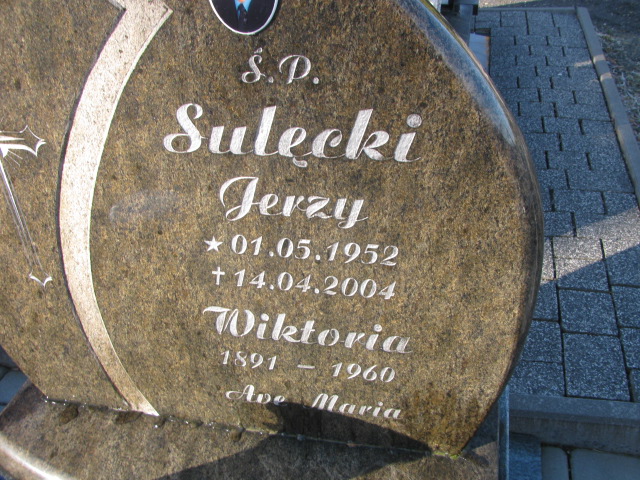 Ś.P.
Sulęcki
Jerzy
★ 01.05.1952
✝ 14.04.2004
Wiktoria
1891 – 1960
Ave Maria